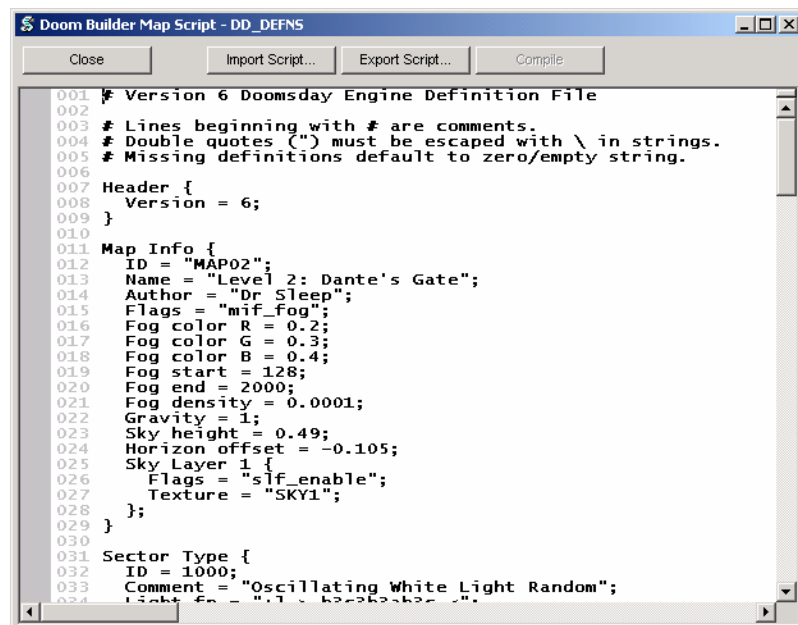 Doom Builder Map Script - DD_DEFNS
Close Import Script... Export Script... Compile
001 # Version 6 Doomsday Engine Definition File
002
003 # Lines beginning with # are comments.
004 # Double quotes (") must be escaped with \ in strings.
005 # Missing definitions default to zero/empty string.
006
007 Header {
008   Version = 6;
009 }
010
011 Map Info {
012   ID = "MAP02";
013   Name = "Level 2: Dante's Gate";
014   Author = "Dr Sleep";
015   Flags = "mif_fog";
016   Fog color R = 0.2;
017   Fog color G = 0.3;
018   Fog color B = 0.4;
019   Fog start = 128;
020   Fog end = 2000;
021   Fog density = 0.0001;
022   Gravity = 1;
023   Sky height = 0.49;
024   Horizon offset = -0.105;
025   Sky Layer 1 {
026     Flags = "slf_enable";
027     Texture = "SKY1";
028   };
029 }
030
031 Sector Type {
032   ID = 1000;
033   Comment = "Oscillating White Light Random";
034   Light fn =